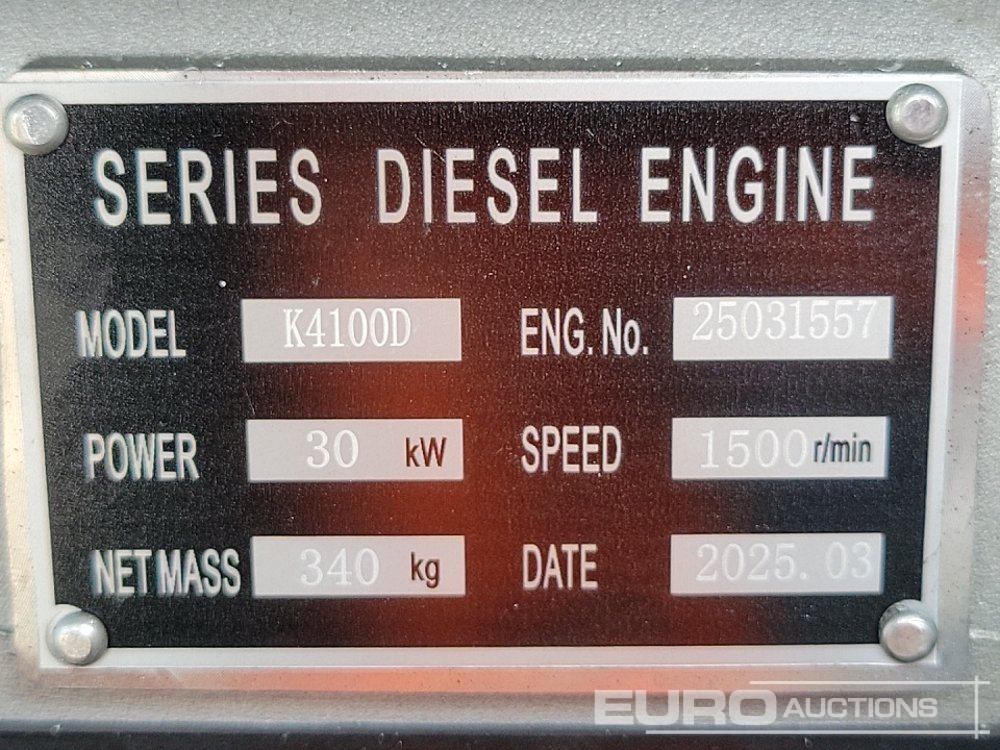 SERIES DIESEL ENGINE
MODEL K4100D ENG. No. 25031557
POWER 30 kW SPEED 1500 r/min
NET MASS 340 kg DATE 2025.03
EURO AUCTIONS